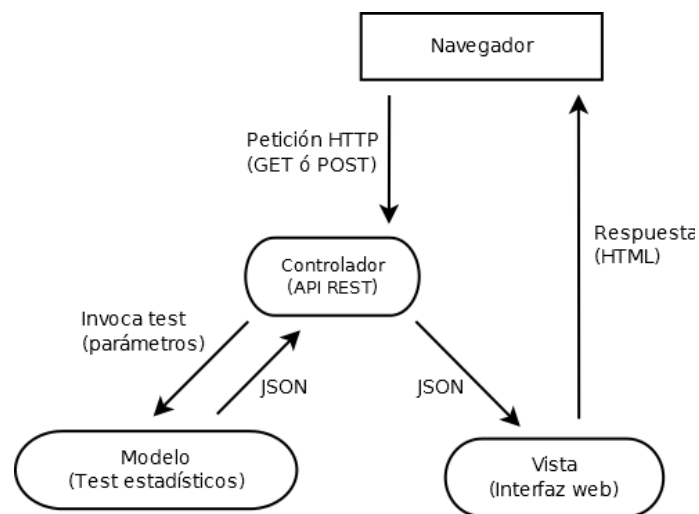 Navegador
Petición HTTP
(GET ó POST)
Respuesta
(HTML)
Controlador
(API REST)
Invoca test
(parámetros)
JSON
JSON
Modelo
(Test estadísticos)
Vista
(Interfaz web)